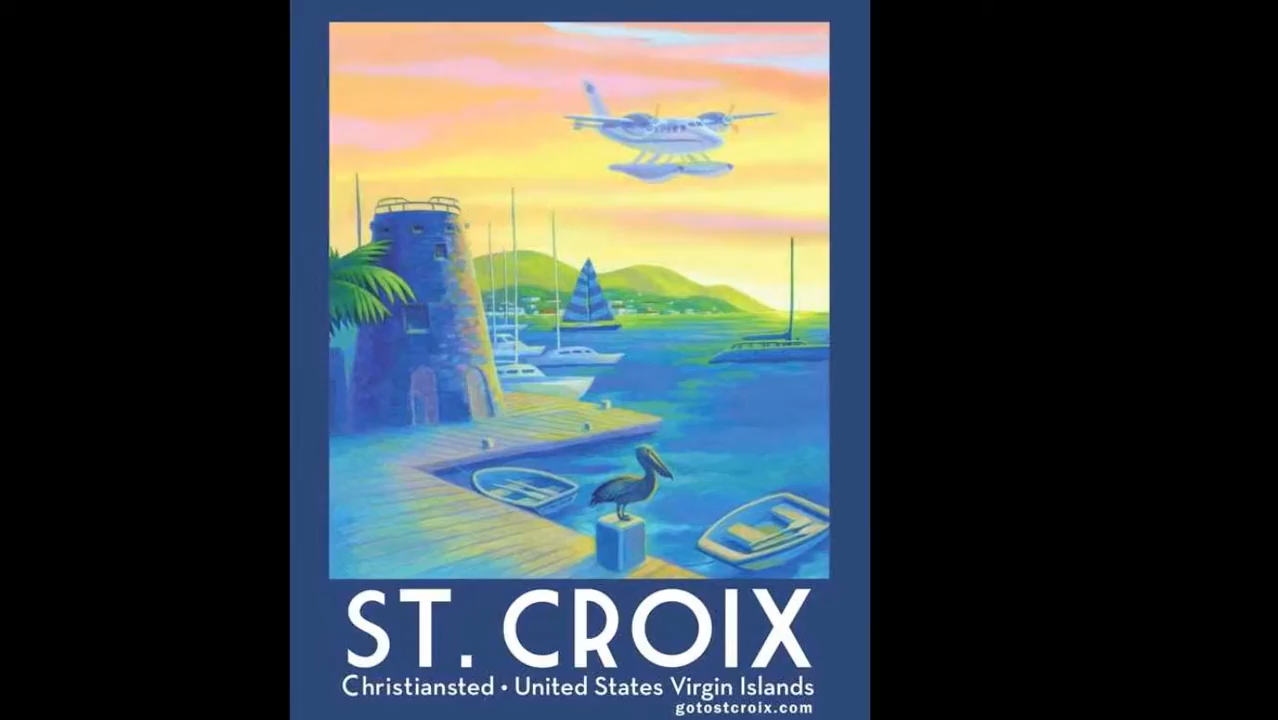 ST. CROIX
Christiansted • United States Virgin Islands
gotostcroix.com